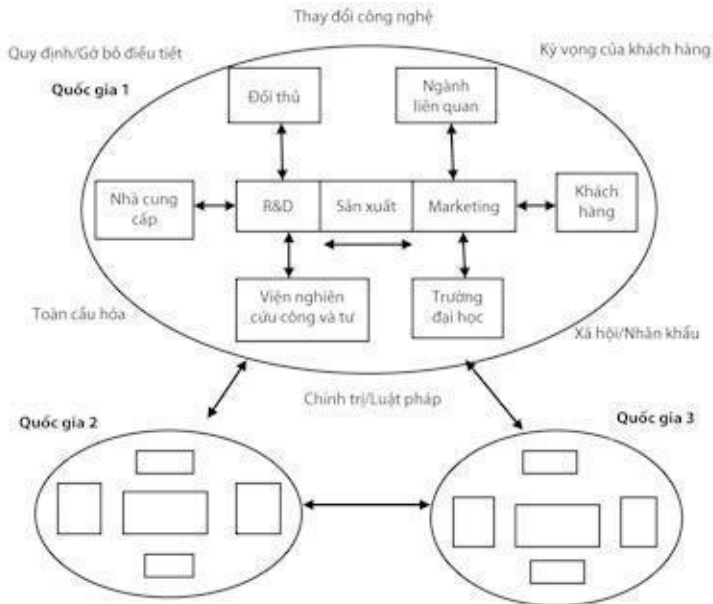 Thay đổi công nghệ
Quy định/Gỡ bỏ điều tiết
Kỳ vọng của khách hàng
Quốc gia 1
Đối thủ
Ngành
liên quan
Nhà cung
cấp
R&D
Sản xuất
Marketing
Khách
hàng
Viện nghiên
cứu công và tư
Trường
đại học
Toàn cầu hóa
Xã hội/Nhân khẩu
Chính trị/Luật pháp
Quốc gia 2
Quốc gia 3